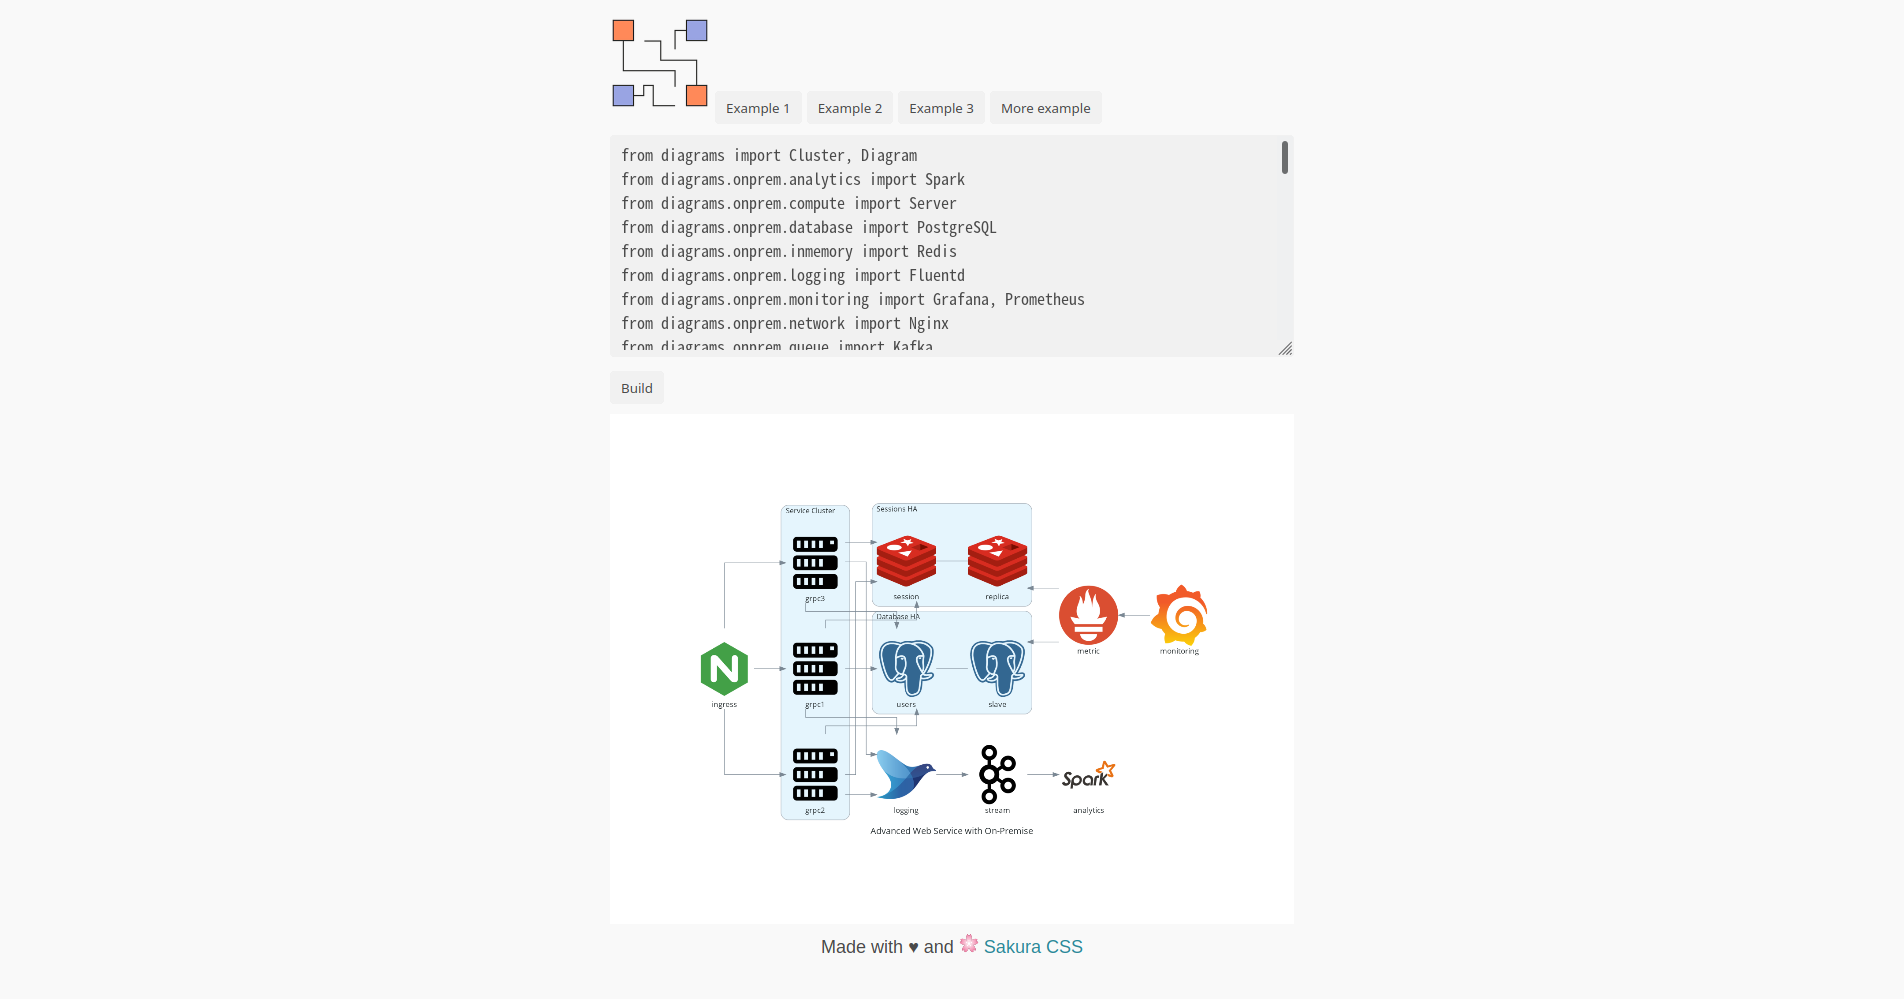 Example 1 Example 2 Example 3 More example
from diagrams import Cluster, Diagram
from diagrams.onprem.analytics import Spark
from diagrams.onprem.compute import Server
from diagrams.onprem.database import PostgreSQL
from diagrams.onprem.inmemory import Redis
from diagrams.onprem.logging import Fluentd
from diagrams.onprem.monitoring import Grafana, Prometheus
from diagrams.onprem.network import Nginx
from diagrams.onprem.queue import Kafka
Build
Service Cluster
Sessions HA
grpc3
session
replica
Database HA
metric
monitoring
ingress
grpc1
users
slave
Spark
grpc2
logging
stream
analytics
Advanced Web Service with On-Premise
Made with ♥ and 🌸 Sakura CSS